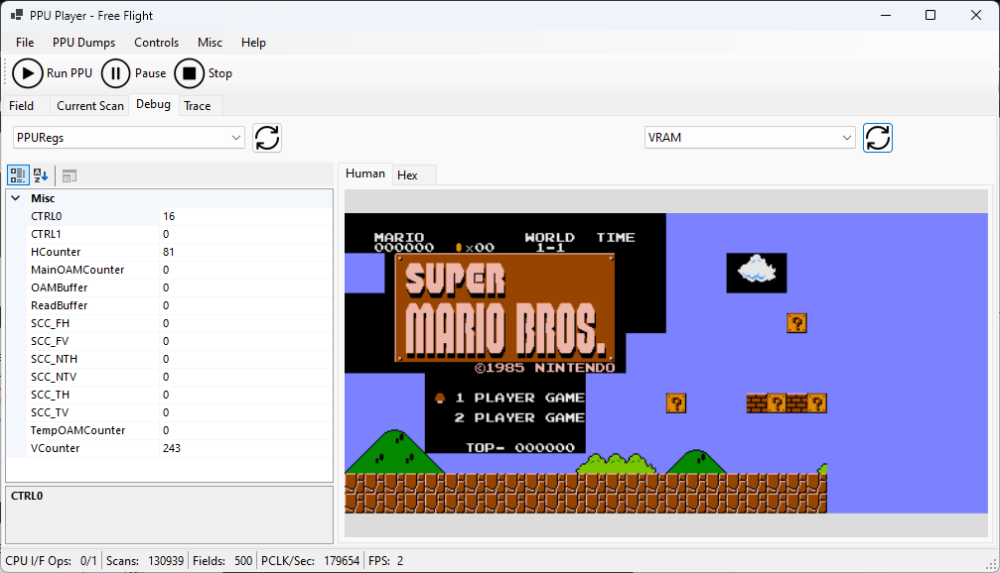 PPU Player - Free Flight
File PPU Dumps Controls Misc Help
Run PPU Pause Stop
Field Current Scan Debug Trace
PPURegs
VRAM
Misc
CTRL0 16
CTRL1 0
HCounter 81
MainOAMCounter 0
OAMBuffer 0
ReadBuffer 0
SCC_FH 0
SCC_FV 0
SCC_NTH 0
SCC_NTV 0
SCC_TH 0
SCC_TV 0
TempOAMCounter 0
VCounter 243
CTRL0
Human Hex
MARIO WORLD TIME
000000 ×00 1-1
SUPER
MARIO BROS.
©1985 NINTENDO
1 PLAYER GAME
2 PLAYER GAME
TOP- 000000
CPU I/F Ops: 0/1 Scans: 130939 Fields: 500 PCLK/Sec: 179654 FPS: 2